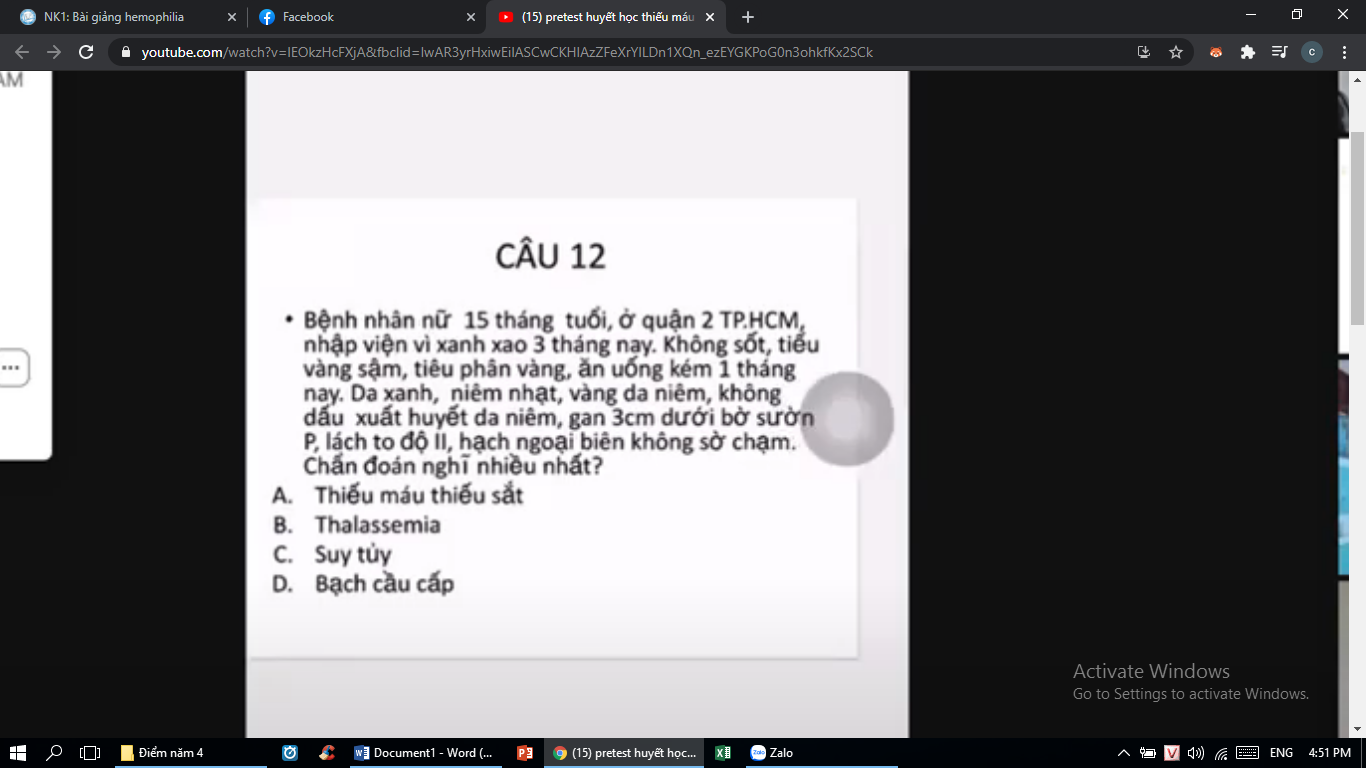 NK1: Bài giảng hemophilia
Facebook
(15) pretest huyết học thiếu máu
youtube.com/watch?v=IEOkzHcFXjA&fbclid=IwAR3yrHxiwEilASCwCKHIAzZFeXrYILDn1XQn_ezEYGKPoG0n3ohkfKx2SCk
c
AM
CÂU 12
• Bệnh nhân nữ 15 tháng tuổi, ở quận 2 TP.HCM,
nhập viện vì xanh xao 3 tháng nay. Không sốt, tiểu
vàng sậm, tiêu phân vàng, ăn uống kém 1 tháng
nay. Da xanh, niêm nhạt, vàng da niêm, không
dấu xuất huyết da niêm, gan 3cm dưới bờ sườn
P, lách to độ II, hạch ngoại biên không sờ chạm.
Chẩn đoán nghĩ nhiều nhất?
A. Thiếu máu thiếu sắt
B. Thalassemia
C. Suy tủy
D. Bạch cầu cấp
Activate Windows
Go to Settings to activate Windows.
Điểm năm 4
Document1 - Word (...
(15) pretest huyết học...
Zalo
ENG
4:51 PM